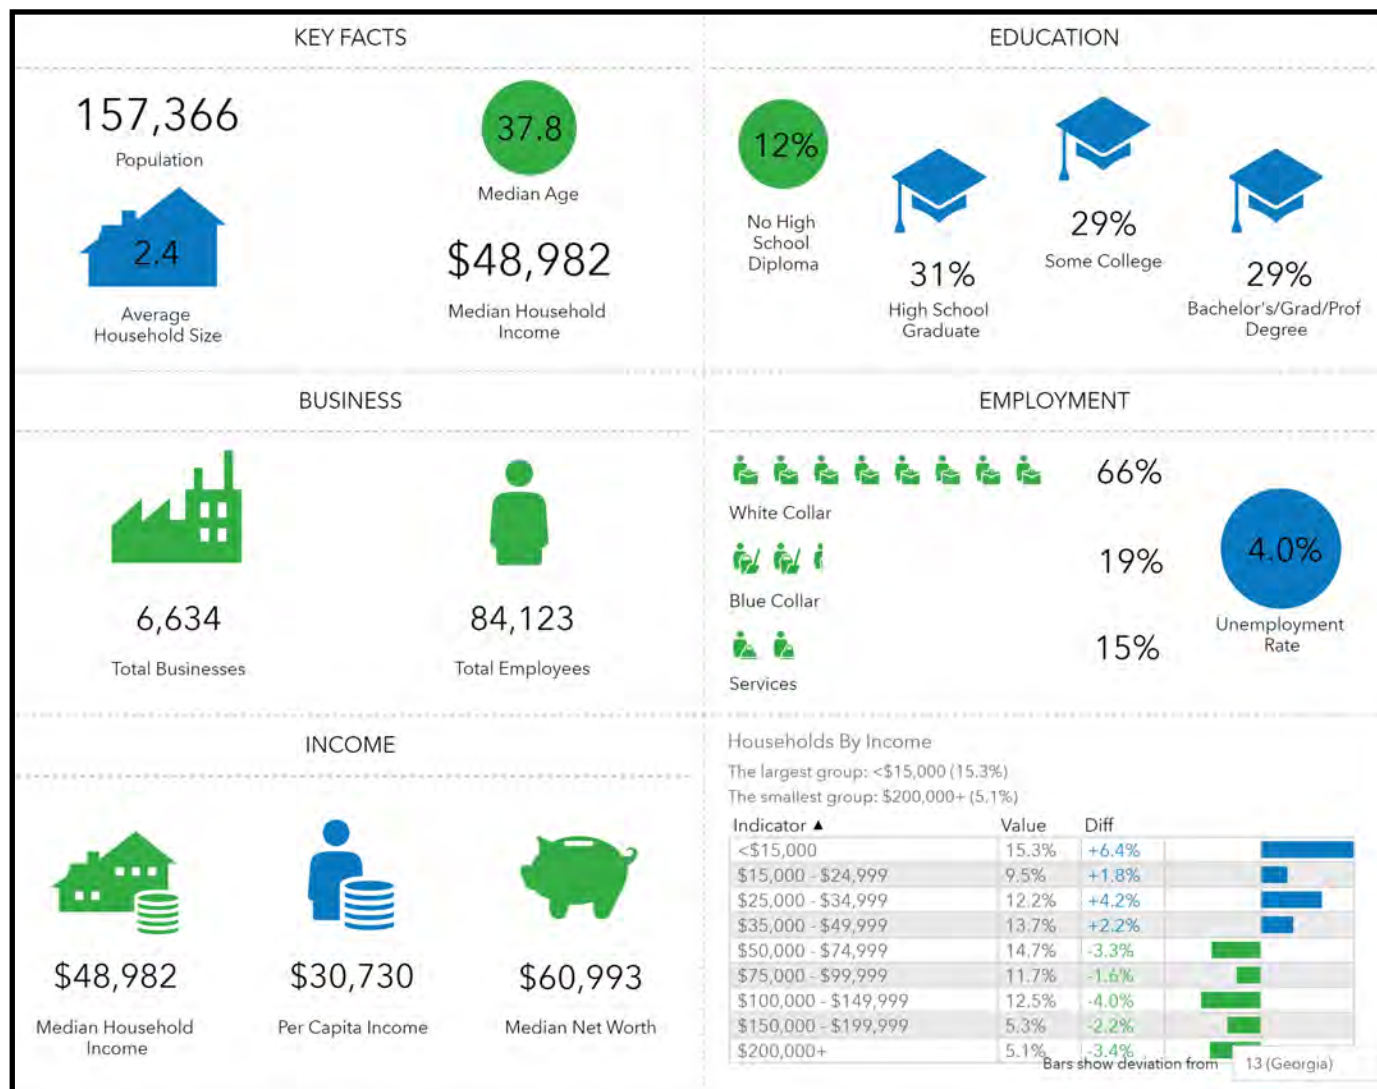 KEY FACTS
157,366
Population
2.4
Average
Household Size
37.8
Median Age
$48,982
Median Household
Income
EDUCATION
12%
No High
School
Diploma
31%
High School
Graduate
29%
Some College
29%
Bachelor's/Grad/Prof
Degree
BUSINESS
6,634
Total Businesses
84,123
Total Employees
EMPLOYMENT
66%
White Collar
19%
Blue Collar
15%
Services
4.0%
Unemployment
Rate
INCOME
$48,982
Median Household
Income
$30,730
Per Capita Income
$60,993
Median Net Worth
Households By Income
The largest group: <$15,000 (15.3%)
The smallest group: $200,000+ (5.1%)
Indicator ▲ Value Diff
<$15,000 15.3% +6.4%
$15,000 - $24,999 9.5% +1.8%
$25,000 - $34,999 12.2% +4.2%
$35,000 - $49,999 13.7% +2.2%
$50,000 - $74,999 14.7% -3.3%
$75,000 - $99,999 11.7% -1.6%
$100,000 - $149,999 12.5% -4.0%
$150,000 - $199,999 5.3% -2.2%
$200,000+ 5.1% -3.4%
Bars show deviation from 13 (Georgia)